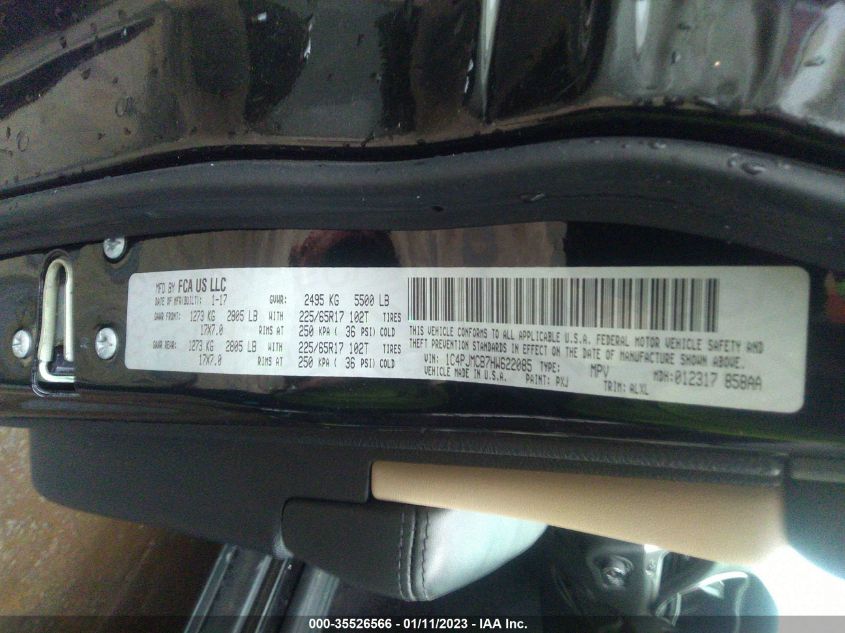 MFD BY FCA US LLC
DATE OF MFR(BUILT): 1-17 GVWR: 2495 KG 5500 LB
GAWR FRONT: 1273 KG 2805 LB WITH 225/65R17 102T TIRES
17X7.0 RIMS AT 250 KPA ( 36 PSI) COLD
GAWR REAR: 1273 KG 2805 LB WITH 225/65R17 102T TIRES
17X7.0 RIMS AT 250 KPA ( 36 PSI) COLD
THIS VEHICLE CONFORMS TO ALL APPLICABLE U.S.A. FEDERAL MOTOR VEHICLE SAFETY AND
THEFT PREVENTION STANDARDS IN EFFECT ON THE DATE OF MANUFACTURE SHOWN ABOVE.
VIN: 1C4PJMCB7HW622085 TYPE: MPV MDH:012317 858AA
VEHICLE MADE IN U.S.A. PAINT: PXJ TRIM: ALXL
000-35526566 / 01/11/2023 - IAA Inc.